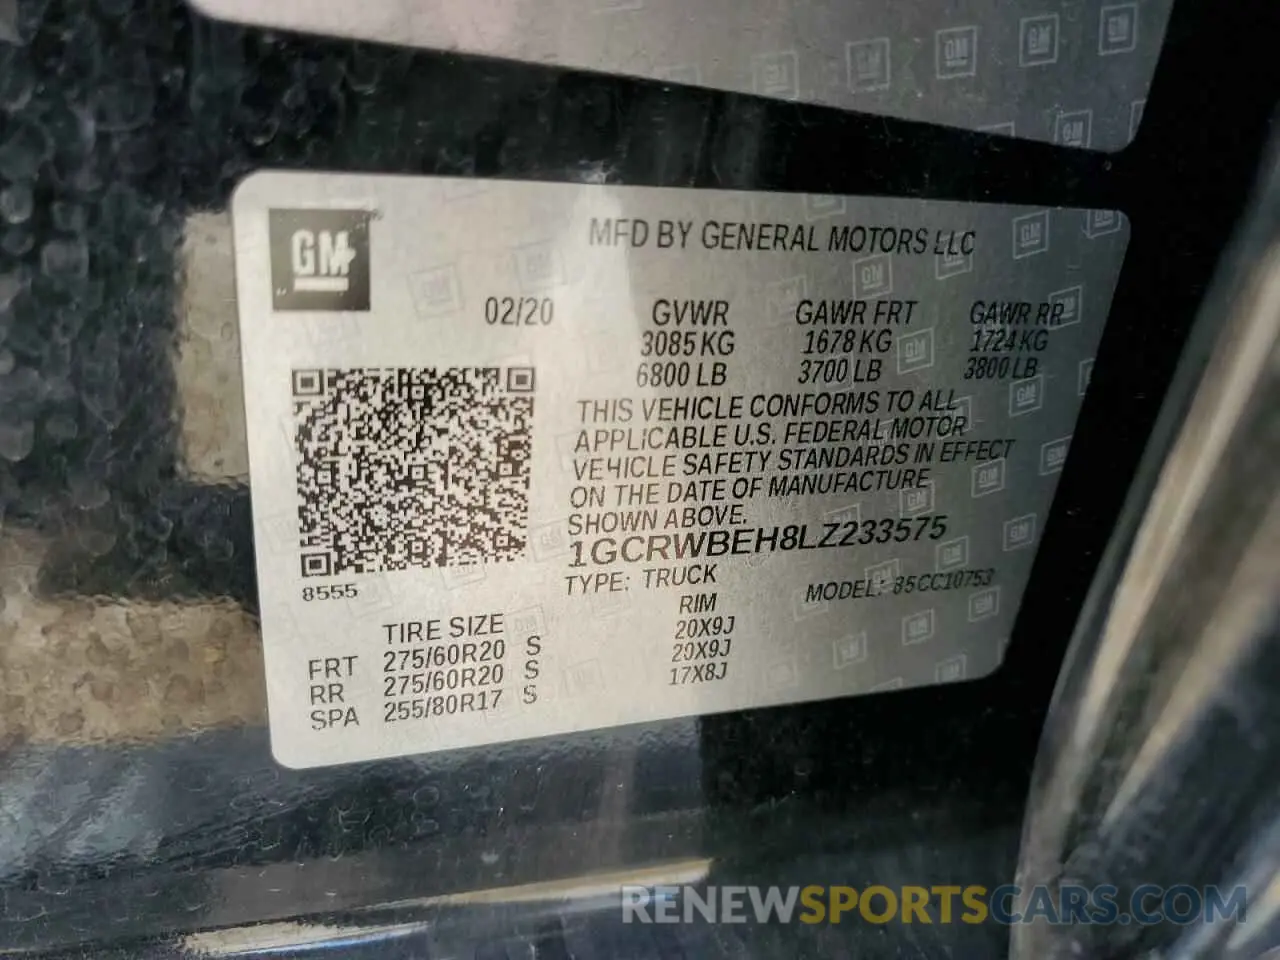 GM
MFD BY GENERAL MOTORS LLC
02/20
GVWR GAWR FRT GAWR RR
3085 KG 1678 KG 1724 KG
6800 LB 3700 LB 3800 LB
THIS VEHICLE CONFORMS TO ALL
APPLICABLE U.S. FEDERAL MOTOR
VEHICLE SAFETY STANDARDS IN EFFECT
ON THE DATE OF MANUFACTURE
SHOWN ABOVE.
1GCRWBEH8LZ233575
TYPE: TRUCK MODEL: 85CC10753
8555
TIRE SIZE RIM
FRT 275/60R20 S 20X9J
RR 275/60R20 S 20X9J
SPA 255/80R17 S 17X8J
RENEWSPORTSCARS.COM